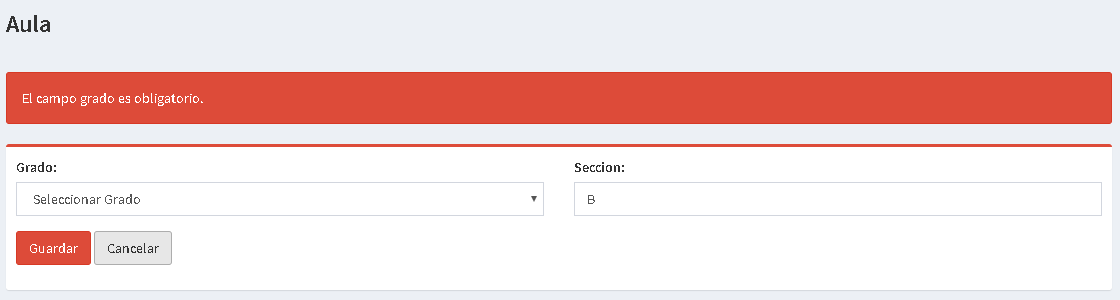 Aula
El campo grado es obligatorio.
Grado: Seccion:
Seleccionar Grado B
Guardar Cancelar